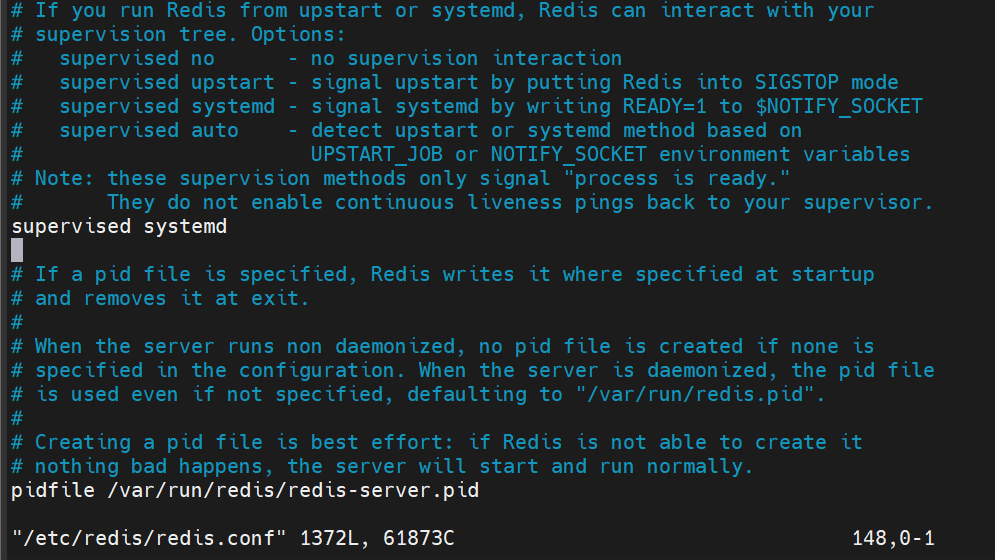 # If you run Redis from upstart or systemd, Redis can interact with your
# supervision tree. Options:
#   supervised no      - no supervision interaction
#   supervised upstart - signal upstart by putting Redis into SIGSTOP mode
#   supervised systemd - signal systemd by writing READY=1 to $NOTIFY_SOCKET
#   supervised auto    - detect upstart or systemd method based on
#                        UPSTART_JOB or NOTIFY_SOCKET environment variables
# Note: these supervision methods only signal "process is ready."
#       They do not enable continuous liveness pings back to your supervisor.
supervised systemd
# If a pid file is specified, Redis writes it where specified at startup
# and removes it at exit.
#
# When the server runs non daemonized, no pid file is created if none is
# specified in the configuration. When the server is daemonized, the pid file
# is used even if not specified, defaulting to "/var/run/redis.pid".
#
# Creating a pid file is best effort: if Redis is not able to create it
# nothing bad happens, the server will start and run normally.
pidfile /var/run/redis/redis-server.pid
"/etc/redis/redis.conf" 1372L, 61873C 148,0-1